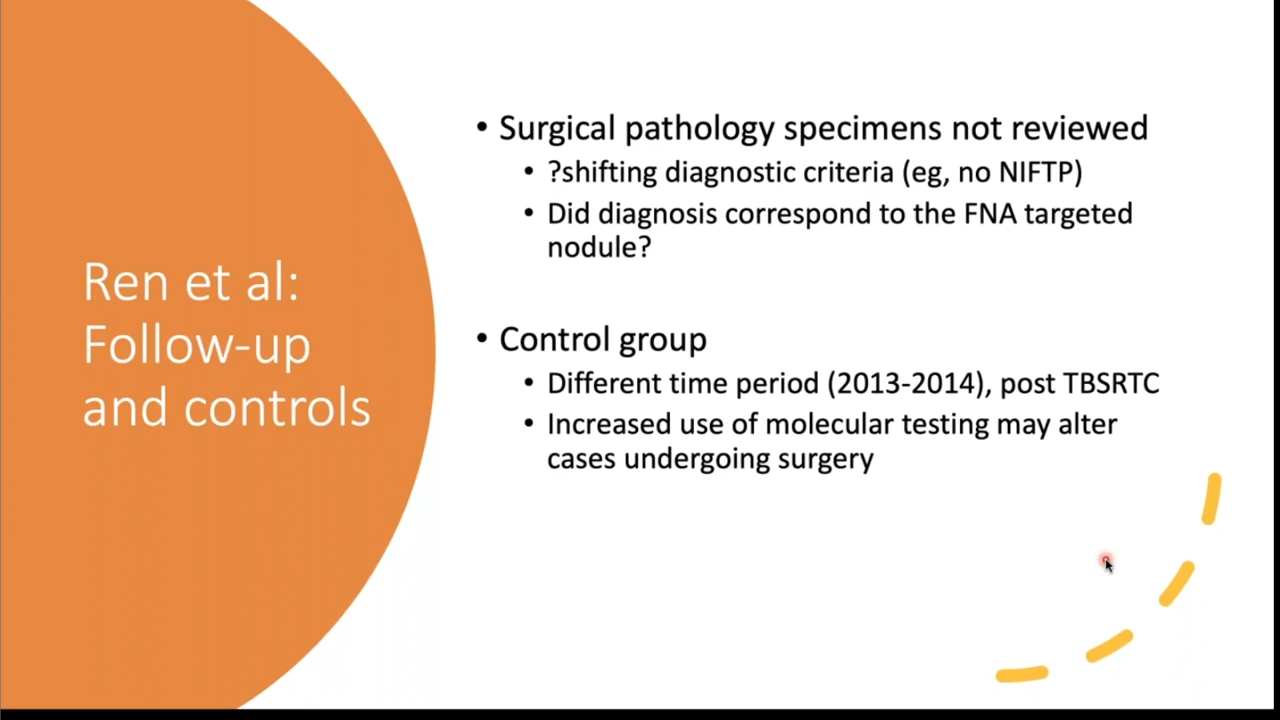 Ren et al:
Follow-up
and controls
• Surgical pathology specimens not reviewed
• ?shifting diagnostic criteria (eg, no NIFTP)
• Did diagnosis correspond to the FNA targeted
nodule?
• Control group
• Different time period (2013-2014), post TBSRTC
• Increased use of molecular testing may alter
cases undergoing surgery